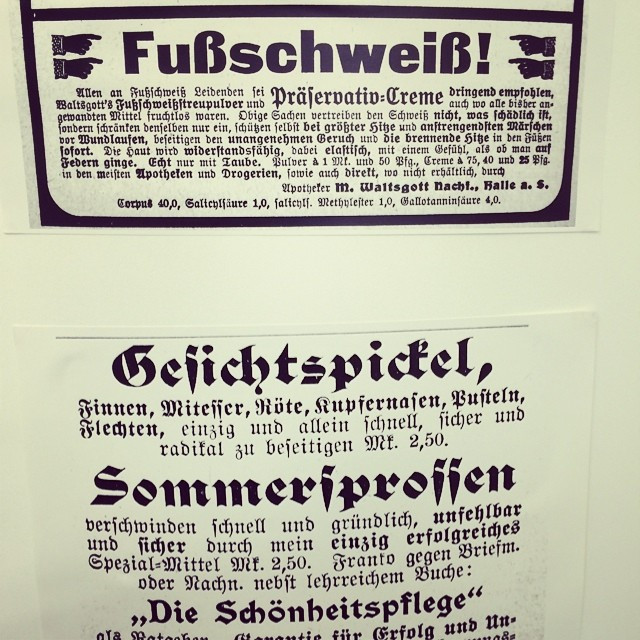 Fußschweiß!
Allen an Fußschweiß Leidenden sei Präservativ-Creme dringend empfohlen,
Waltsgott's Fußschweißstreupulver und auch wo alle bisher an-
gewandten Mittel fruchtlos waren. Obige Sachen vertreiben den Schweiß nicht, was schädlich ist,
sondern schränken denselben nur ein, schützen selbst bei größter Hitze und anstrengendsten Märschen
vor Wundlaufen, beseitigen den unangenehmen Geruch und die brennende Hitze in den Füßen
sofort. Die Haut wird widerstandsfähig, dabei elastisch, mit einem Gefühl, als ob man auf
Federn ginge. Echt nur mit Taube. Pulver à 1 Mk. und 50 Pfg., Creme à 75, 40 und 25 Pfg.
in den meisten Apotheken und Drogerien, sowie auch direkt, wo nicht erhältlich, durch
Apotheker M. Waltsgott Nachf., Halle a. S.
Corpus 40,0, Salicylsäure 1,0, salicyls. Methylester 1,0, Gallotanninsäure 4,0.
Gesichtspickel,
Finnen, Mitesser, Röte, Kupfernasen, Pusteln,
Flechten, einzig und allein schnell, sicher und
radikal zu beseitigen Mk. 2,50.
Sommersprossen
verschwinden schnell und gründlich, unfehlbar
und sicher durch mein einzig erfolgreiches
Spezial-Mittel Mk. 2,50. Franko gegen Briefm.
oder Nachn. nebst lehrreichem Buche:
„Die Schönheitspflege“
als Ratgeber. Garantie für Erfolg und Un-